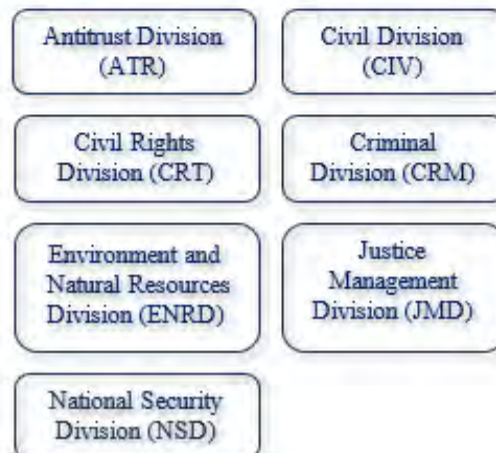 Antitrust Division
(ATR)
Civil Division
(CIV)
Civil Rights
Division (CRT)
Criminal
Division (CRM)
Environment and
Natural Resources
Division (ENRD)
Justice
Management
Division (JMD)
National Security
Division (NSD)